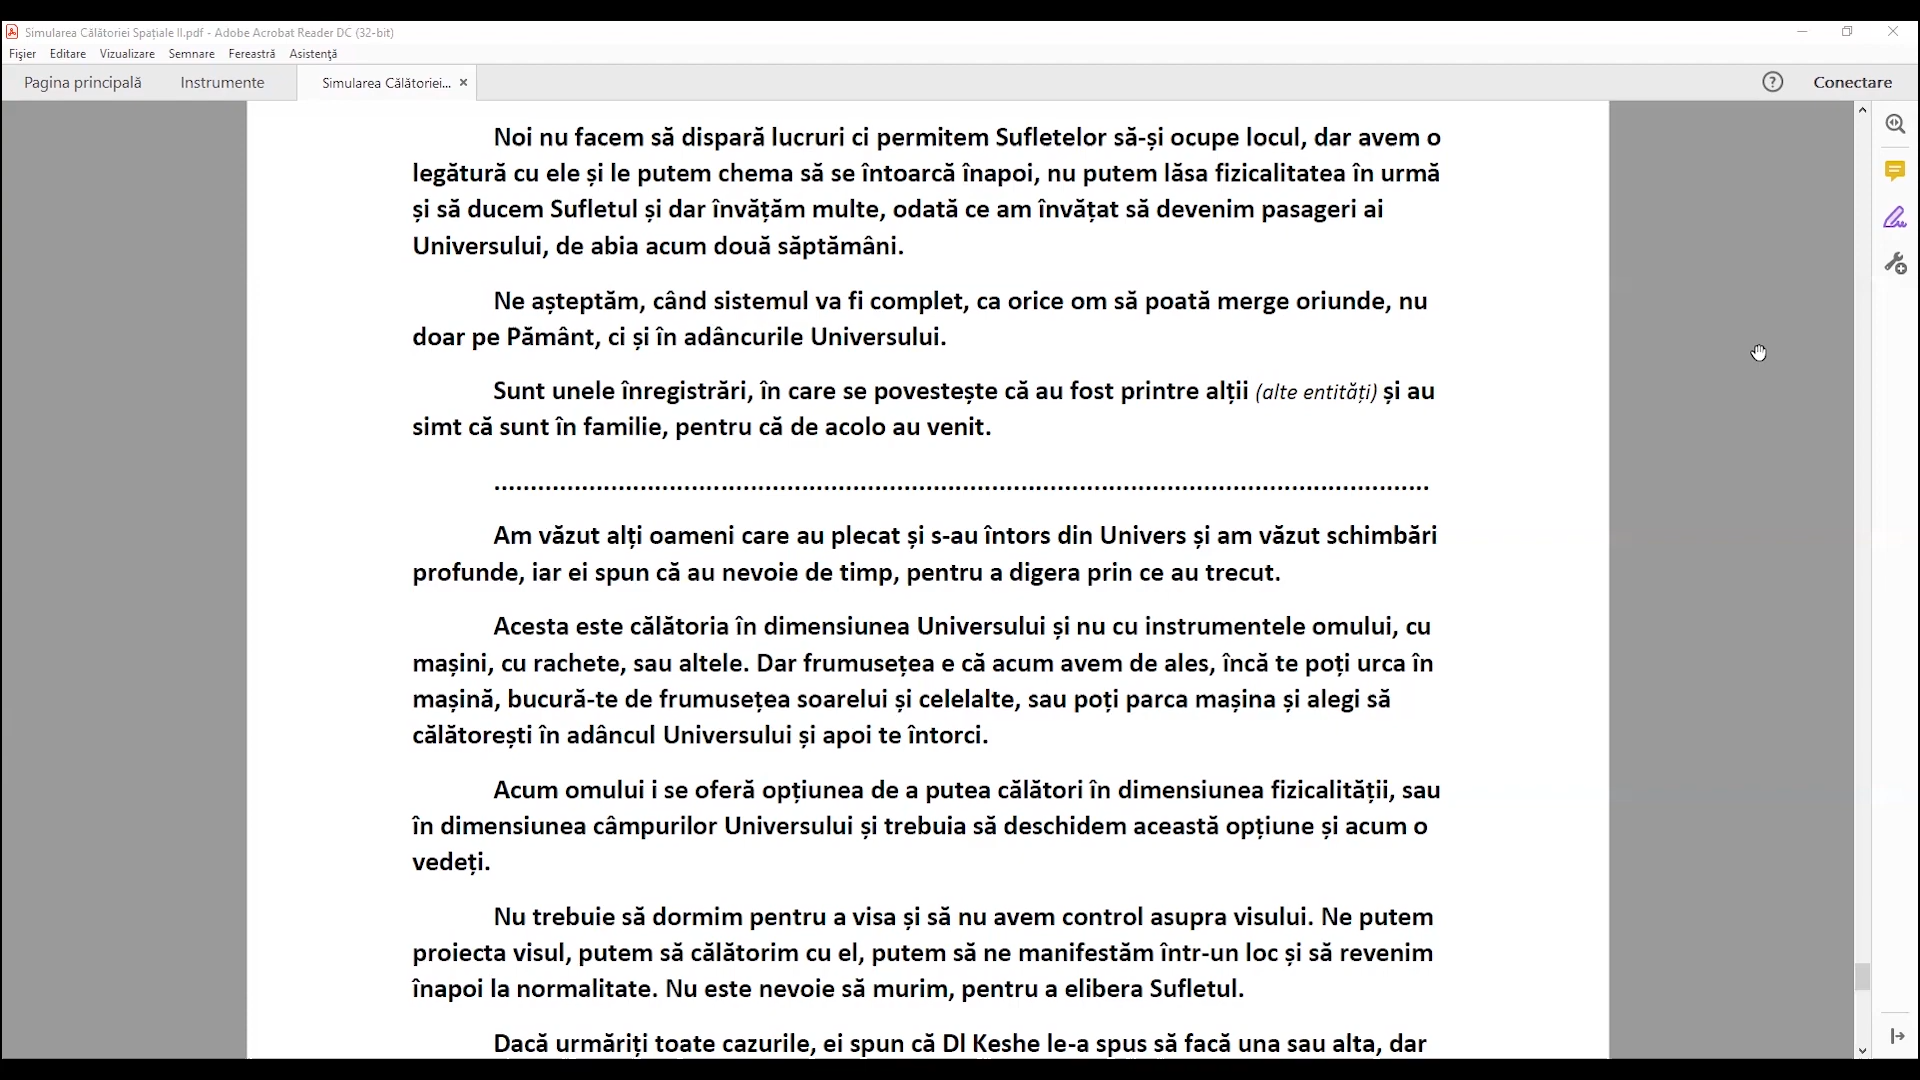 Simularea Călătoriei Spațiale II.pdf - Adobe Acrobat Reader DC (32-bit)
Fișier Editare Vizualizare Semnare Fereastră Asistență
Pagina principală Instrumente Simularea Călătoriei... × ? Conectare
Noi nu facem să dispară lucruri ci permitem Sufletelor să-și ocupe locul, dar avem o
legătură cu ele și le putem chema să se întoarcă înapoi, nu putem lăsa fizicalitatea în urmă
și să ducem Sufletul și dar învățăm multe, odată ce am învățat să devenim pasageri ai
Universului, de abia acum două săptămâni.
Ne așteptăm, când sistemul va fi complet, ca orice om să poată merge oriunde, nu
doar pe Pământ, ci și în adâncurile Universului.
Sunt unele înregistrări, în care se povestește că au fost printre alții (alte entități) și au
simt că sunt în familie, pentru că de acolo au venit.
................................................................................................................
Am văzut alți oameni care au plecat și s-au întors din Univers și am văzut schimbări
profunde, iar ei spun că au nevoie de timp, pentru a digera prin ce au trecut.
Acesta este călătoria în dimensiunea Universului și nu cu instrumentele omului, cu
mașini, cu rachete, sau altele. Dar frumusețea e că acum avem de ales, încă te poți urca în
mașină, bucură-te de frumusețea soarelui și celelalte, sau poți parca mașina și alegi să
călătorești în adâncul Universului și apoi te întorci.
Acum omului i se oferă opțiunea de a putea călători în dimensiunea fizicalității, sau
în dimensiunea câmpurilor Universului și trebuia să deschidem această opțiune și acum o
vedeți.
Nu trebuie să dormim pentru a visa și să nu avem control asupra visului. Ne putem
proiecta visul, putem să călătorim cu el, putem să ne manifestăm într-un loc și să revenim
înapoi la normalitate. Nu este nevoie să murim, pentru a elibera Sufletul.
Dacă urmăriți toate cazurile, ei spun că Dl Keshe le-a spus să facă una sau alta, dar